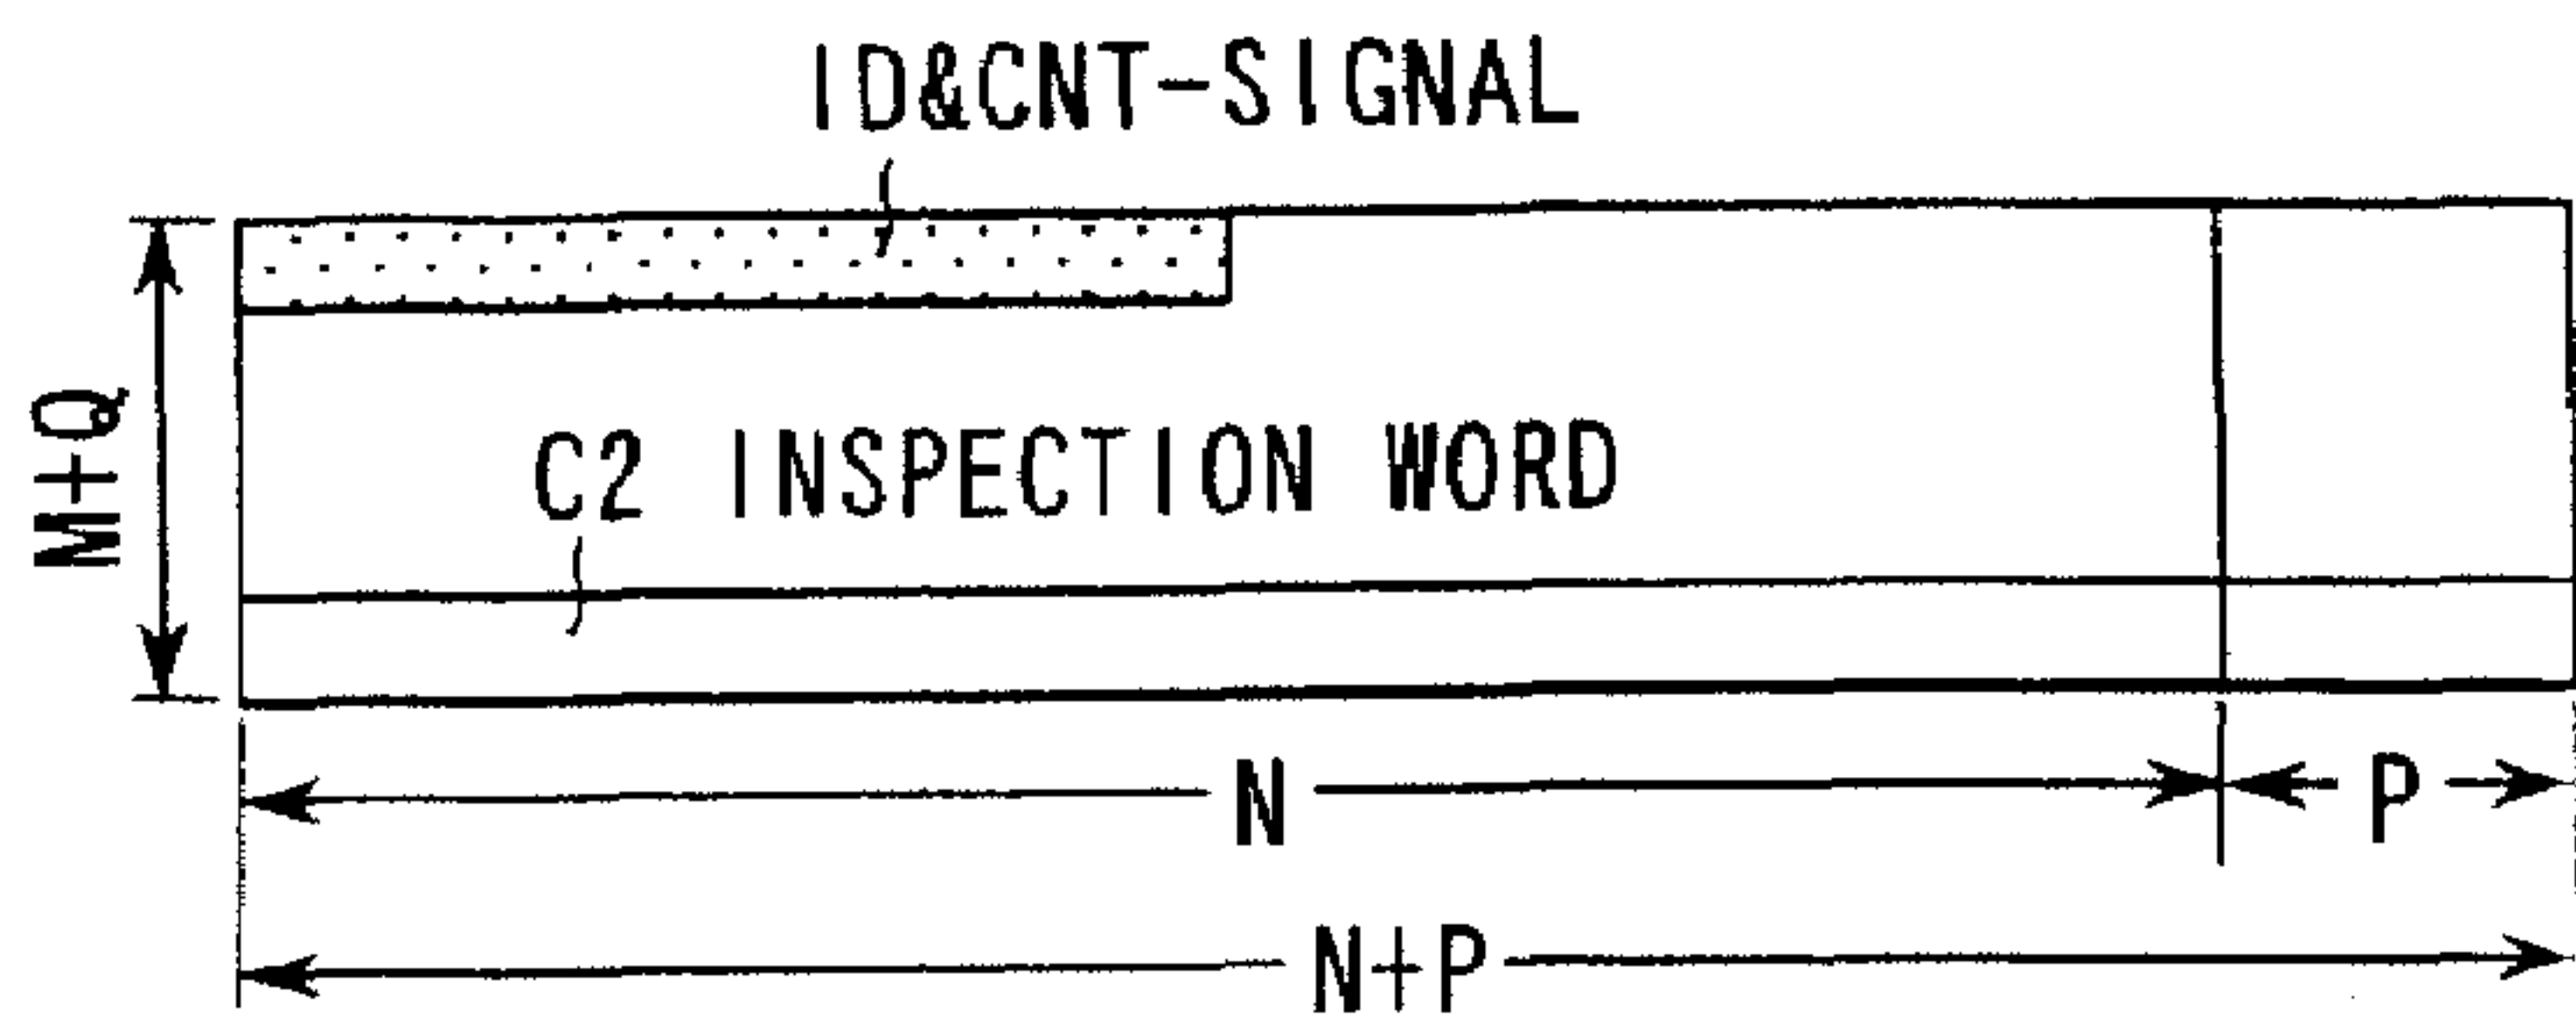 ID&CNT-SIGNAL
M+Q
C2 INSPECTION WORD
N
P
N+P